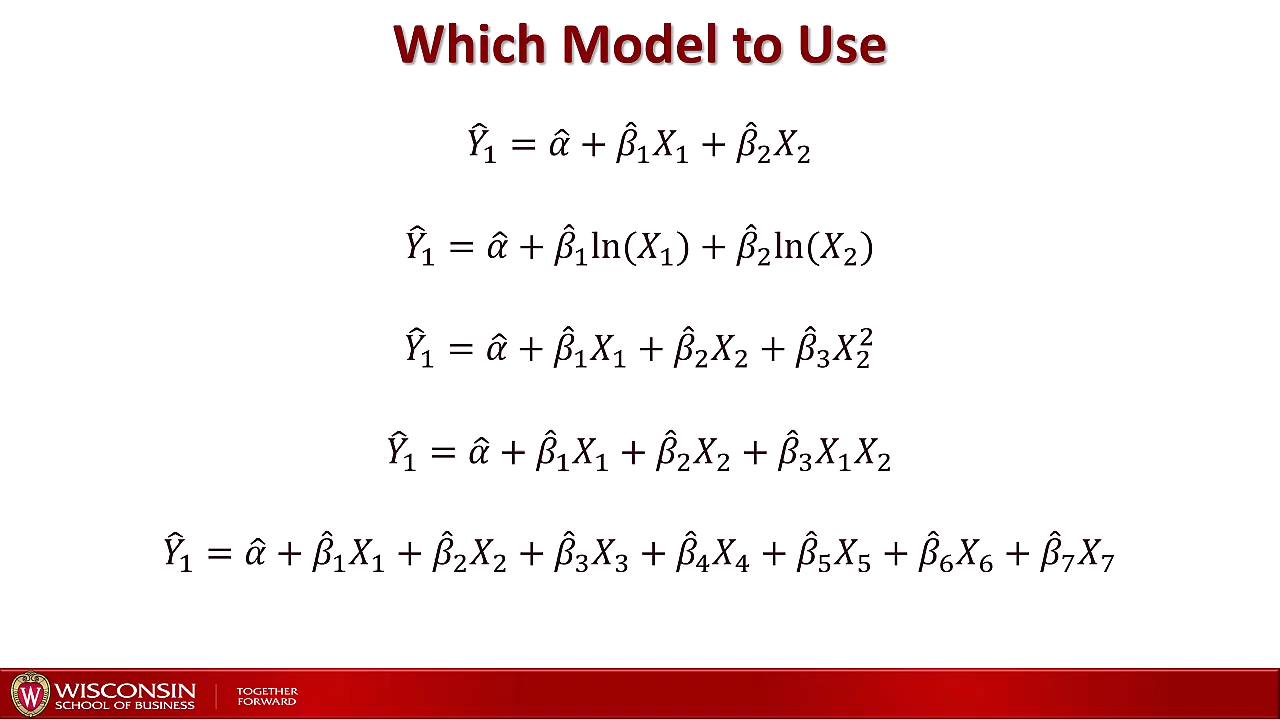 Which Model to Use
Ŷ₁ = α̂ + β̂₁X₁ + β̂₂X₂
Ŷ₁ = α̂ + β̂₁ln(X₁) + β̂₂ln(X₂)
Ŷ₁ = α̂ + β̂₁X₁ + β̂₂X₂ + β̂₃X₂²
Ŷ₁ = α̂ + β̂₁X₁ + β̂₂X₂ + β̂₃X₁X₂
Ŷ₁ = α̂ + β̂₁X₁ + β̂₂X₂ + β̂₃X₃ + β̂₄X₄ + β̂₅X₅ + β̂₆X₆ + β̂₇X₇
W
WISCONSIN
SCHOOL OF BUSINESS
TOGETHER
FORWARD